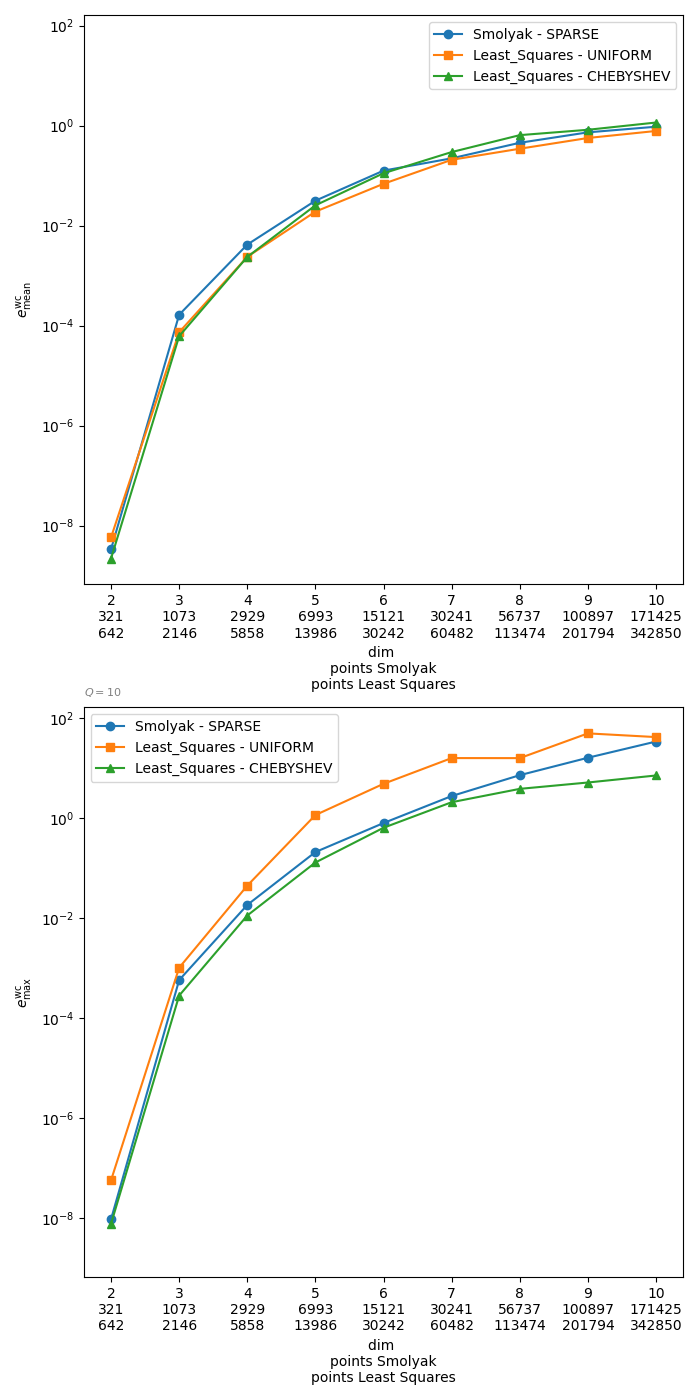 10²
10⁰
10⁻²
10⁻⁴
10⁻⁶
10⁻⁸
e_mean^wc
Smolyak - SPARSE
Least_Squares - UNIFORM
Least_Squares - CHEBYSHEV
2 3 4 5 6 7 8 9 10
321 1073 2929 6993 15121 30241 56737 100897 171425
642 2146 5858 13986 30242 60482 113474 201794 342850
dim
points Smolyak
points Least Squares
Q = 10
10²
10⁰
10⁻²
10⁻⁴
10⁻⁶
10⁻⁸
e_max^wc
Smolyak - SPARSE
Least_Squares - UNIFORM
Least_Squares - CHEBYSHEV
2 3 4 5 6 7 8 9 10
321 1073 2929 6993 15121 30241 56737 100897 171425
642 2146 5858 13986 30242 60482 113474 201794 342850
dim
points Smolyak
points Least Squares